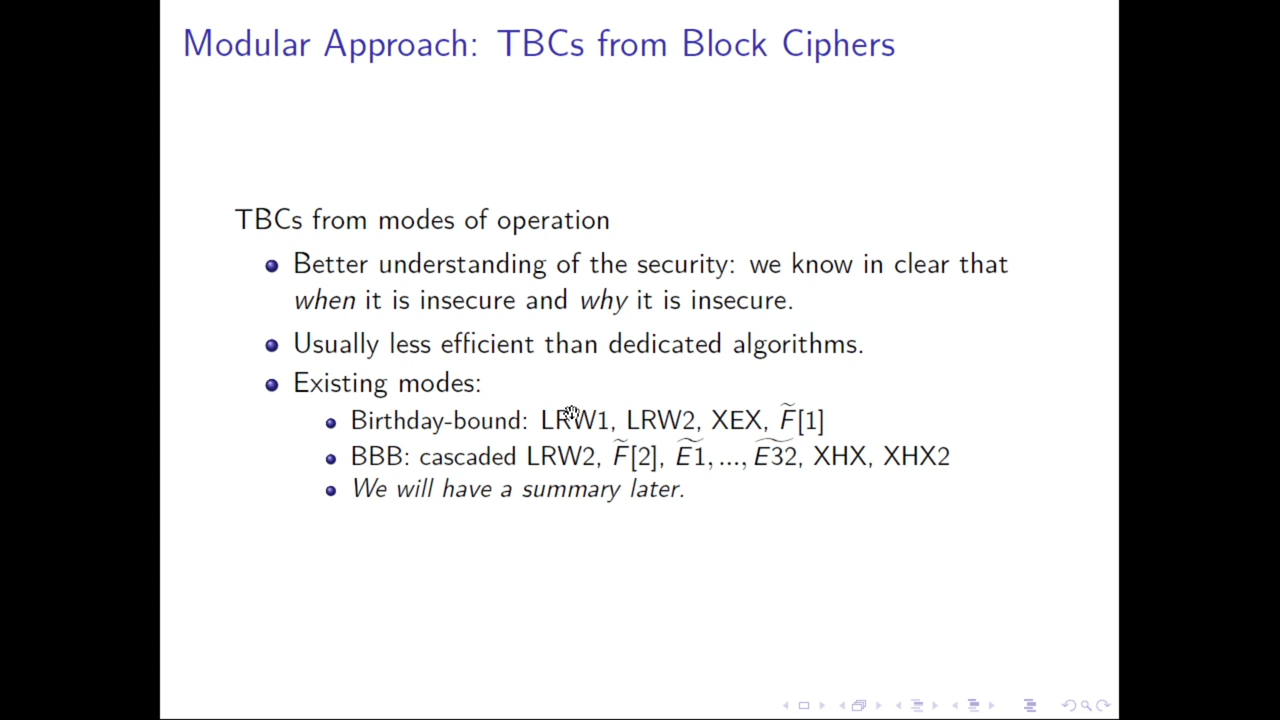 Modular Approach: TBCs from Block Ciphers
TBCs from modes of operation
Better understanding of the security: we know in clear that
when it is insecure and why it is insecure.
Usually less efficient than dedicated algorithms.
Existing modes:
Birthday-bound: LRW1, LRW2, XEX, F̃[1]
BBB: cascaded LRW2, F̃[2], E͠1, ..., E͠32, XHX, XHX2
We will have a summary later.